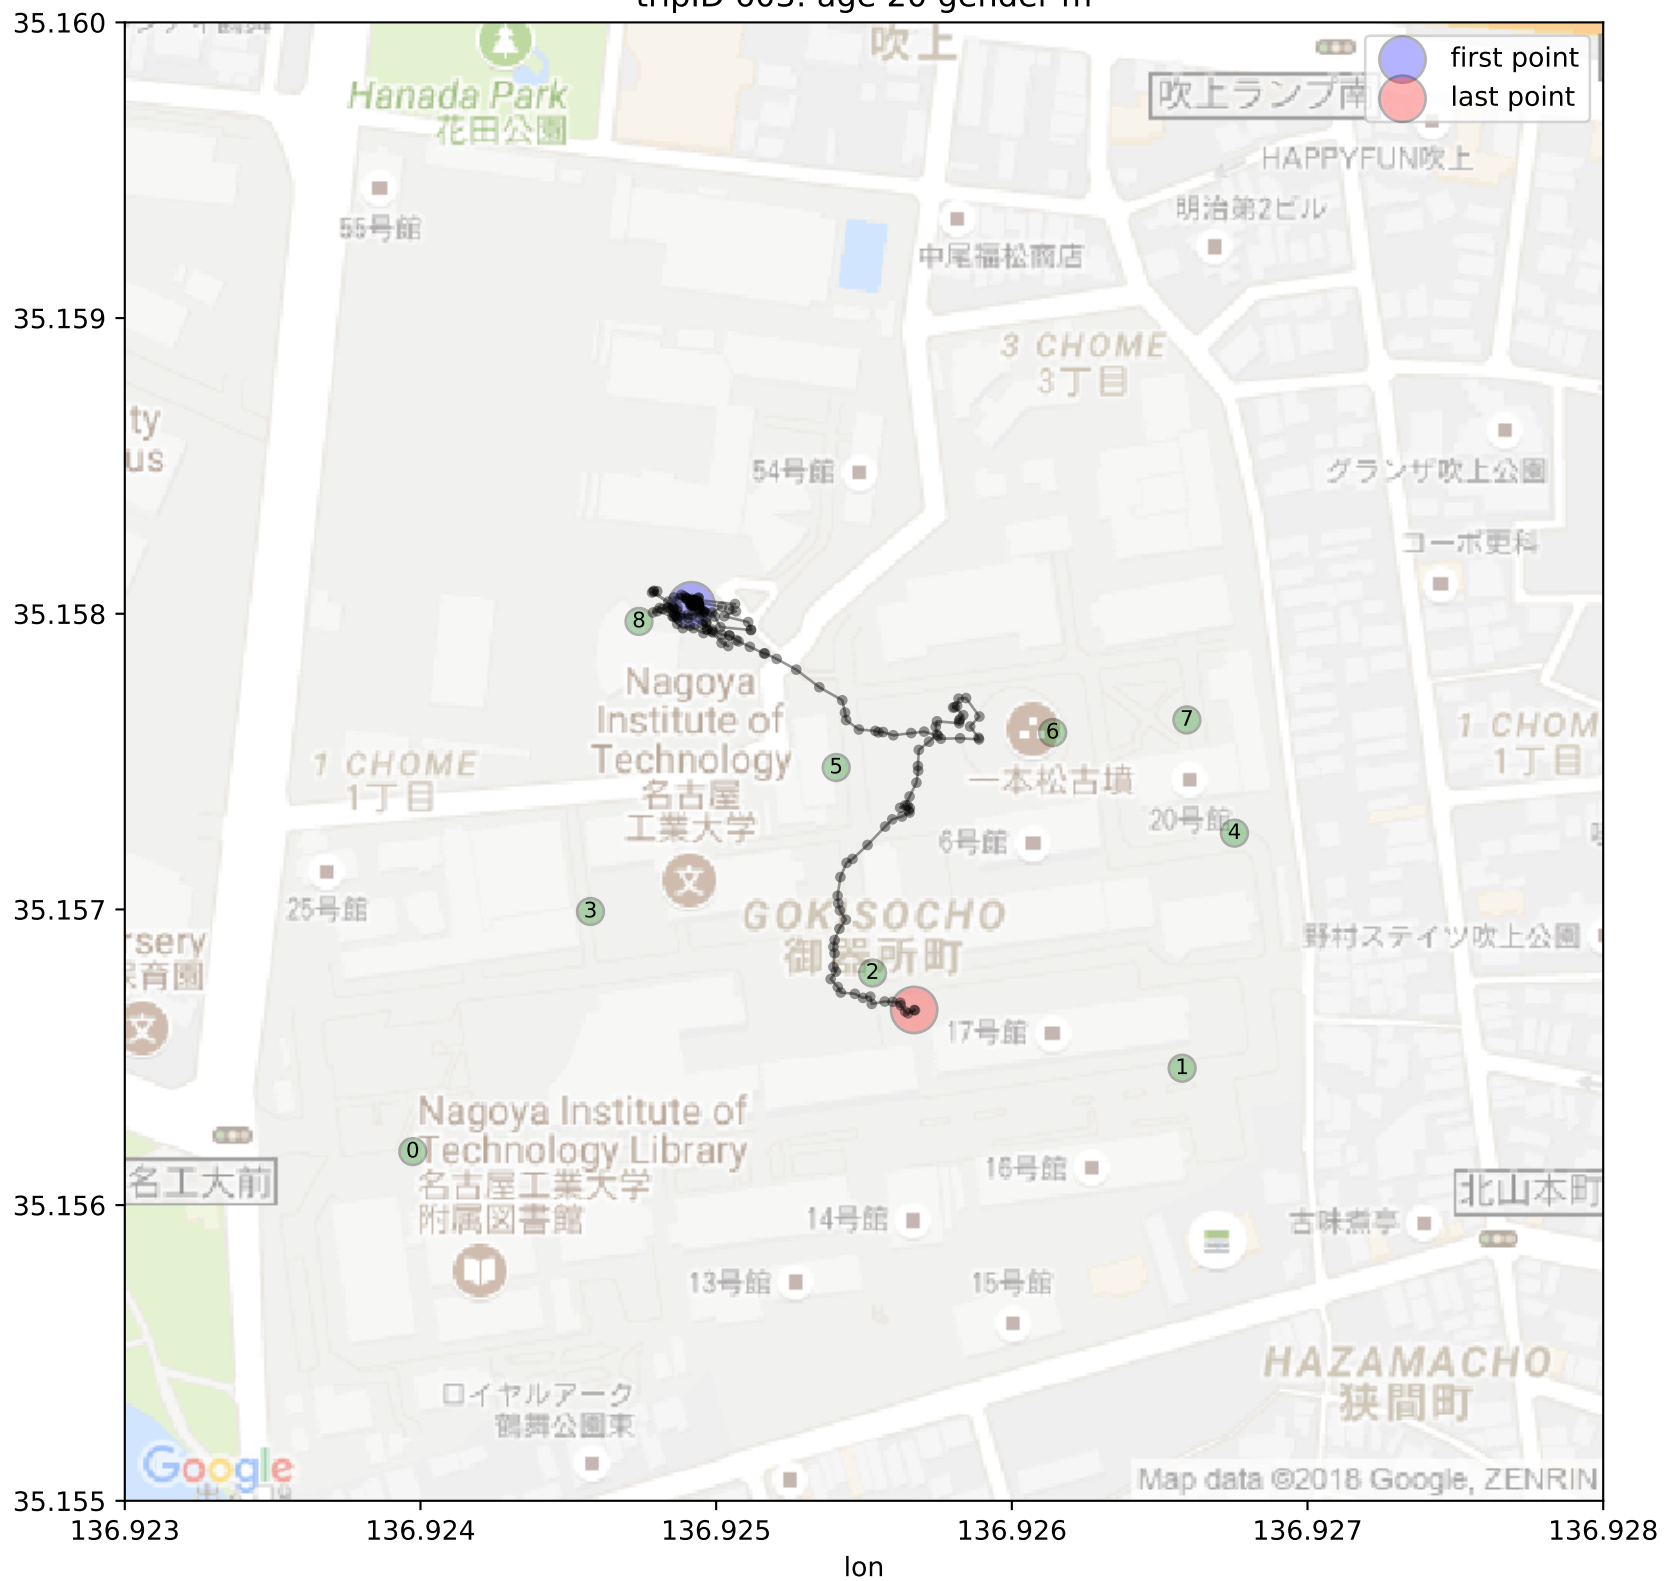 35.160
first point
last point
吹上
吹上ランプ南
Hanada Park
花田公園
HAPPYFUN吹上
55号館
明治第2ビル
中尾福松商店
35.159
3 CHOME
3丁目
ty
us
54号館
グランザ吹上公園
コーポ更科
35.158
8
Nagoya
Institute of
Technology
名古屋
工業大学
6
7
1 CHOM
1丁目
1 CHOME
1丁目
5
一本松古墳
20号館
4
6号館
25号館
3
35.157
GOKISOCHO
御器所町
野村ステイツ吹上公園
rsery
育園
2
17号館
1
Nagoya Institute of
0
Technology Library
名古屋工業大学
附属図書館
名工大前
16号館
北山本町
35.156
14号館
古味煮亭
13号館
15号館
HAZAMACHO
狭間町
ロイヤルアーク
鶴舞公園東
Google
Map data ©2018 Google, ZENRIN
35.155
136.923
136.924
136.925
136.926
136.927
136.928
lon